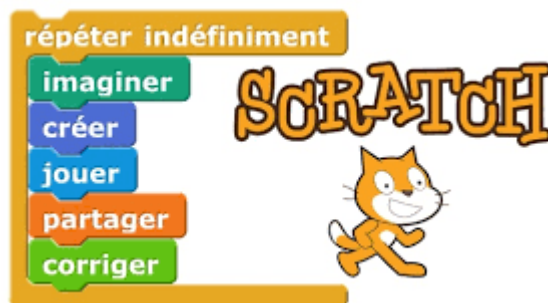 répéter indéfiniment
imaginer
créer
jouer
partager
corriger
SCRATCH